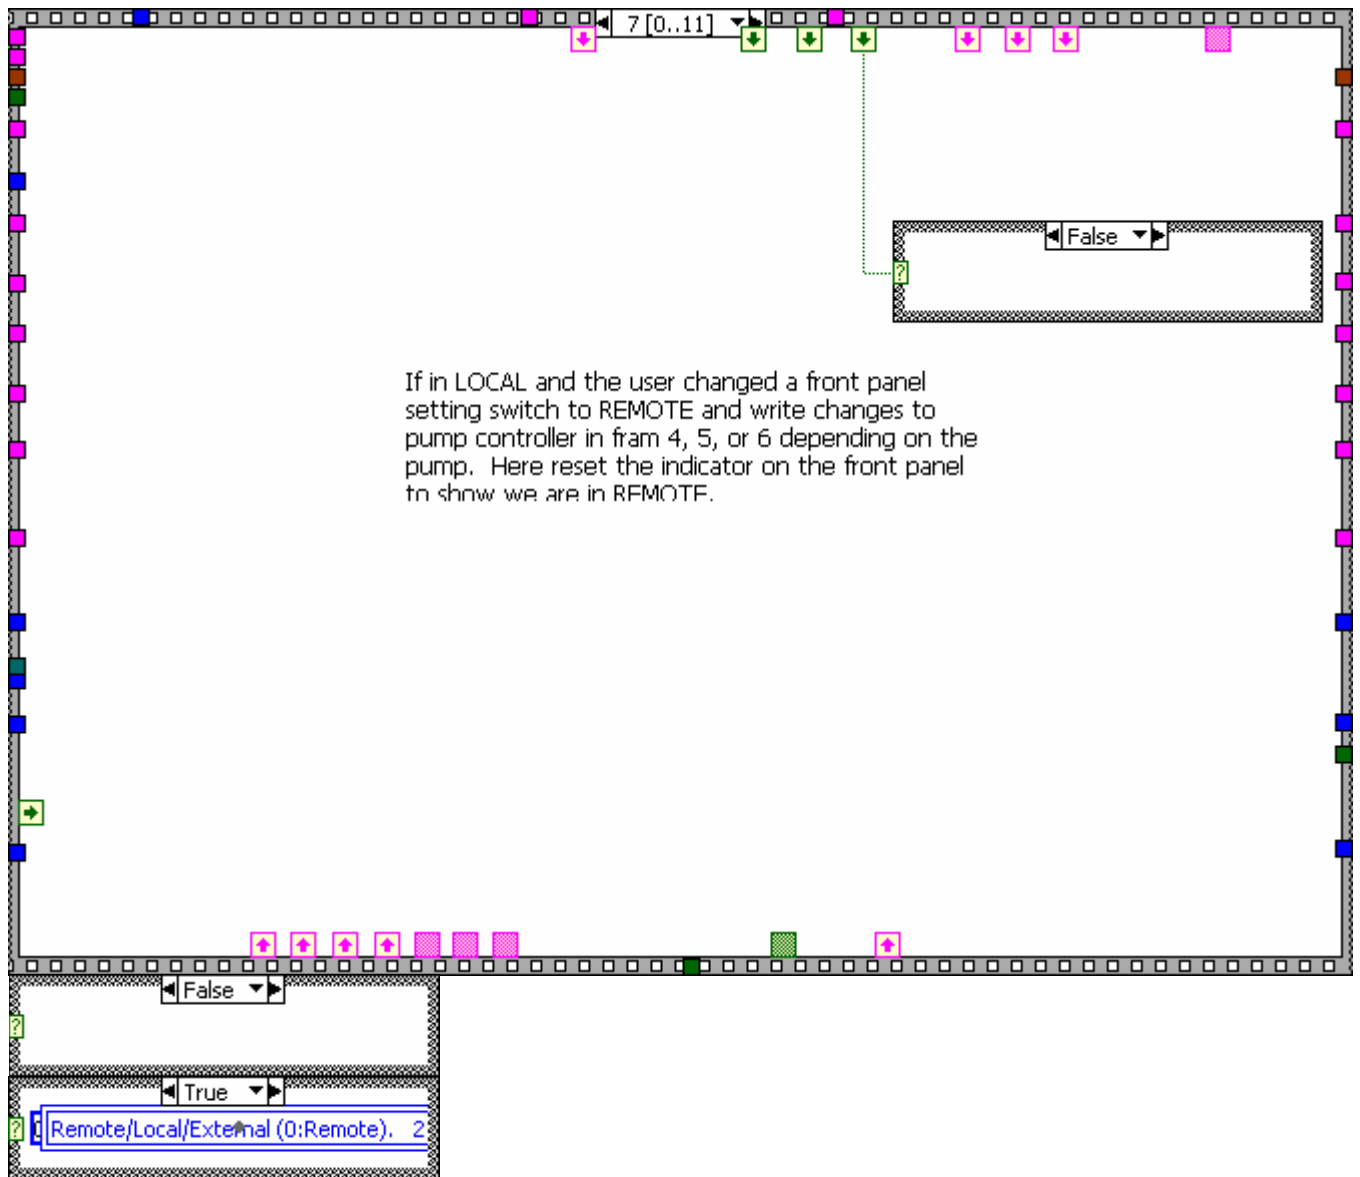 7 [0..11]
?
False
If in LOCAL and the user changed a front panel
setting switch to REMOTE and write changes to
pump controller in fram 4, 5, or 6 depending on the
pump. Here reset the indicator on the front panel
to show we are in REMOTE.
False
?
True
? Remote/Local/External (0:Remote). 2